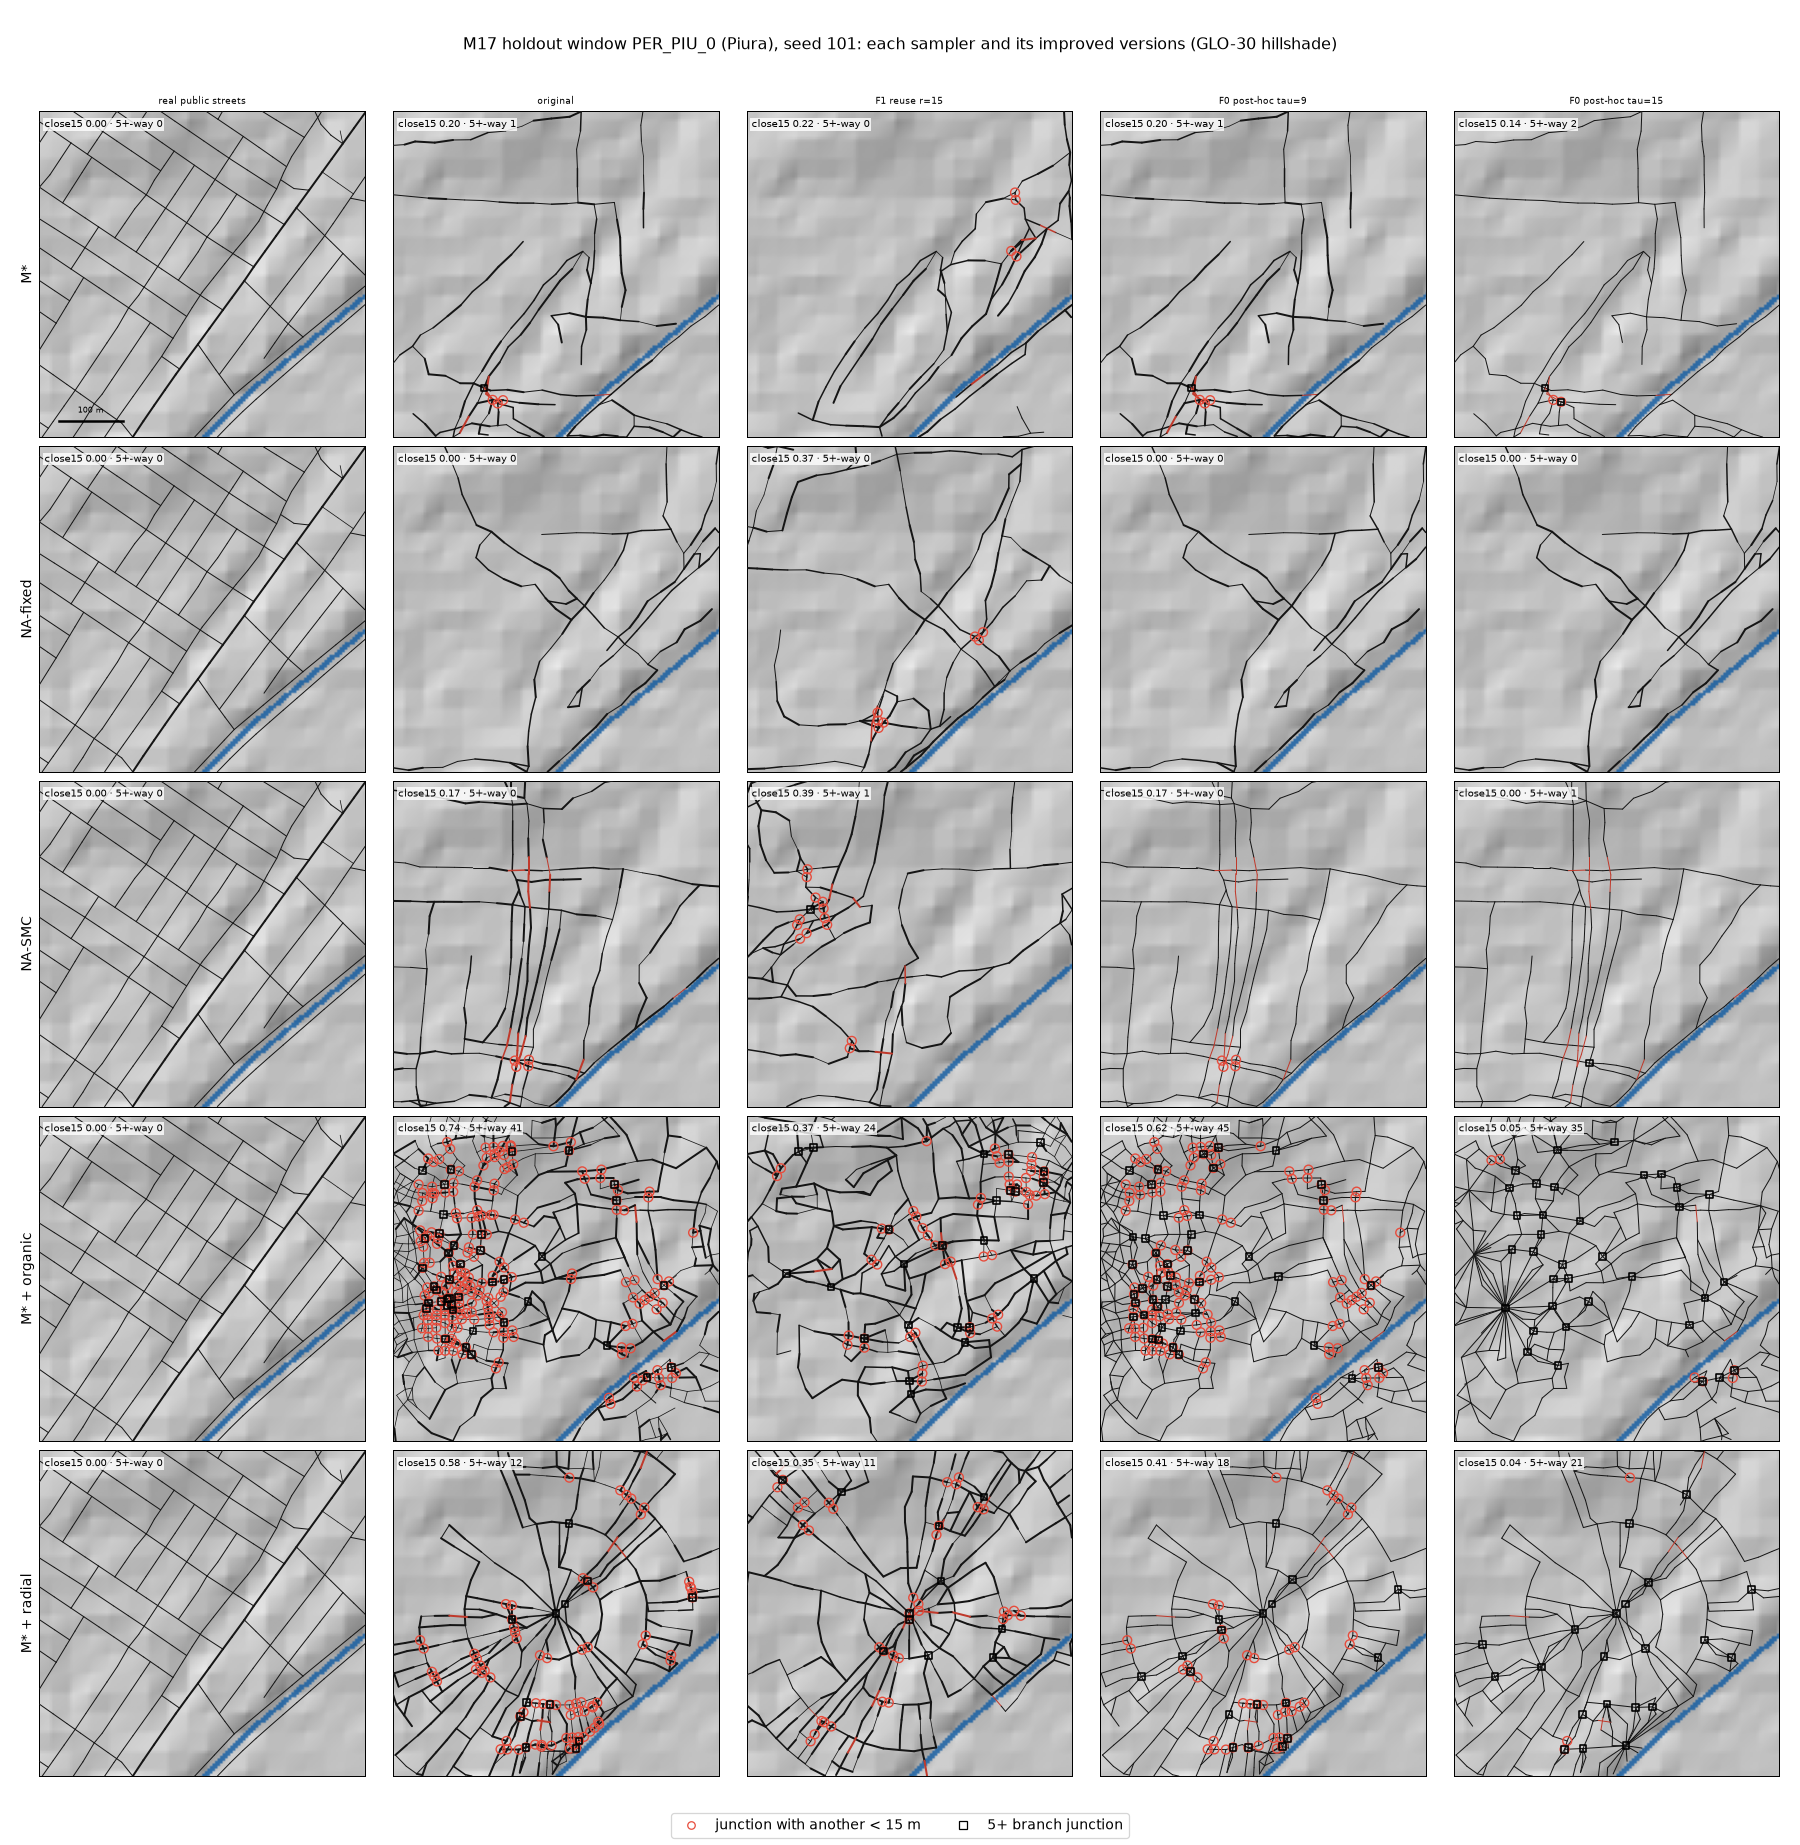 M17 holdout window PER_PIU_0 (Piura), seed 101: each sampler and its improved versions (GLO-30 hillshade)
real public streets
original
F1 reuse r=15
F0 post-hoc tau=9
F0 post-hoc tau=15
M*
close15 0.00 · 5+-way 0
100 m
close15 0.20 · 5+-way 1
close15 0.22 · 5+-way 0
close15 0.20 · 5+-way 1
close15 0.14 · 5+-way 2
NA-fixed
close15 0.00 · 5+-way 0
close15 0.00 · 5+-way 0
close15 0.37 · 5+-way 0
close15 0.00 · 5+-way 0
close15 0.00 · 5+-way 0
NA-SMC
close15 0.00 · 5+-way 0
close15 0.17 · 5+-way 0
close15 0.39 · 5+-way 1
close15 0.17 · 5+-way 0
close15 0.00 · 5+-way 1
M* + organic
close15 0.00 · 5+-way 0
close15 0.74 · 5+-way 41
close15 0.37 · 5+-way 24
close15 0.62 · 5+-way 45
close15 0.05 · 5+-way 35
M* + radial
close15 0.00 · 5+-way 0
close15 0.58 · 5+-way 12
close15 0.35 · 5+-way 11
close15 0.41 · 5+-way 18
close15 0.04 · 5+-way 21
junction with another < 15 m
5+ branch junction